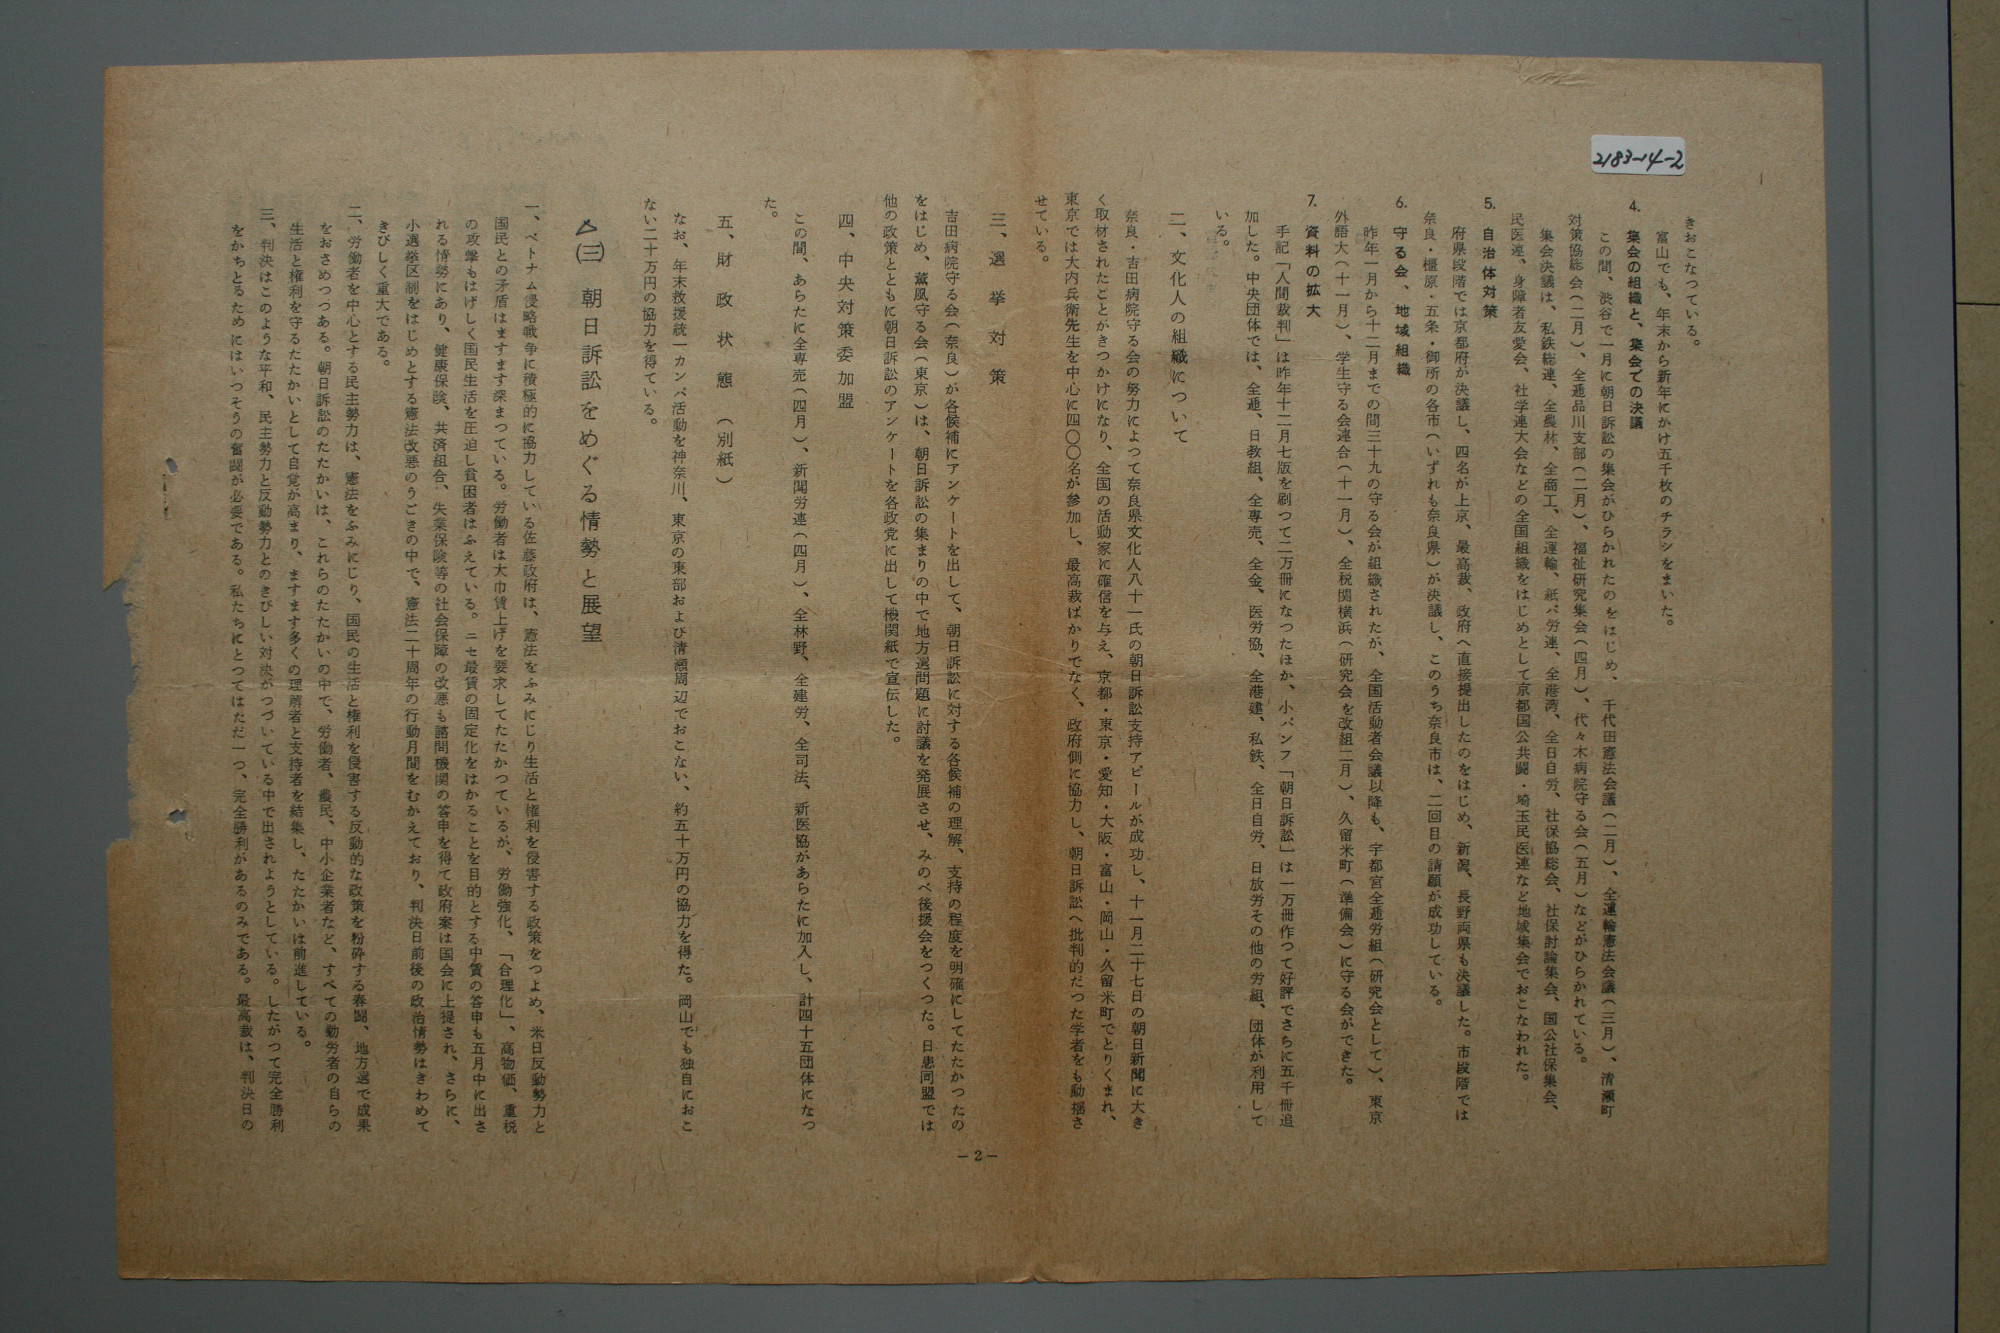 2183-14-2
きおこなつている。
富山でも、年末から新年にかけ五千枚のチラシをまいた。
4. 集会の組織と、集会での決議
この間、渋谷で一月に朝日訴訟の集会がひらかれたのをはじめ、千代田憲法会議（二月）、全運輸憲法会議（三月）、清瀬町
対策協総会（二月）、全逓品川支部（二月）、福祉研究集会（四月）、代々木病院守る会（五月）などがひらかれている。
集会決議は、私鉄総連、全農林、全商工、全運輸、紙パ労連、全港湾、全日自労、社保協総会、社保討論集会、国公社保集会、
民医連、身障者友愛会、社学連大会などの全国組織をはじめとして京都国公共闘・埼玉民医連など地域集会でおこなわれた。
5. 自治体対策
府県段階では京都府が決議し、四名が上京、最高裁、政府へ直接提出したのをはじめ、新潟、長野両県も決議した。市段階では
奈良・橿原・五条・御所の各市（いずれも奈良県）が決議し、このうち奈良市は、二回目の請願が成功している。
6. 守る会、地域組織
昨年一月から十二月までの間三十九の守る会が組織されたが、全国活動者会議以降も、宇都宮全逓労組（研究会として）、東京
外語大（十一月）、学生守る会連合（十一月）、全税関横浜（研究会を改組二月）、久留米町（準備会）に守る会ができた。
7. 資料の拡大
手記「人間裁判」は昨年十二月七版を刷つて二万冊になつたほか、小パンフ「朝日訴訟」は一万冊作つて好評でさらに五千冊追
加した。中央団体では、全逓、日教組、全専売、全金、医労協、全港建、私鉄、全日自労、日放労その他の労組、団体が利用して
いる。
二、文化人の組織について
奈良・吉田病院守る会の努力によつて奈良県文化人八十一氏の朝日訴訟支持アピールが成功し、十一月二十七日の朝日新聞に大き
く取材されたことがきつかけになり、全国の活動家に確信を与え、京都・東京・愛知・大阪・富山・岡山・久留米町でとりくまれ、
東京では大内兵衛先生を中心に四〇〇名が参加し、最高裁ばかりでなく、政府側に協力し、朝日訴訟へ批判的だつた学者をも動揺さ
せている。
三、選挙対策
吉田病院守る会（奈良）が各候補にアンケートを出して、朝日訴訟に対する各候補の理解、支持の程度を明確にしてたたかつたの
をはじめ、薫風守る会（東京）は、朝日訴訟の集まりの中で地方選問題に討議を発展させ、みのべ後援会をつくつた。日患同盟では
他の政策とともに朝日訴訟のアンケートを各政党に出して機関紙で宣伝した。
四、中央対策委加盟
この間、あらたに全専売（四月）、新聞労連（四月）、全林野、全建労、全司法、新医協があらたに加入し、計四十五団体になつ
た。
五、財政状態（別紙）
なお、年末救援統一カンパ活動を神奈川、東京の東部および清瀬周辺でおこない、約五十万円の協力を得た。岡山でも独自におこ
ない二十万円の協力を得ている。
(三) 朝日訴訟をめぐる情勢と展望
一、ベトナム侵略戦争に積極的に協力している佐藤政府は、憲法をふみにじり生活と権利を侵害する政策をつよめ、米日反動勢力と
国民との矛盾はますます深まつている。労働者は大巾賃上げを要求してたたかつているが、労働強化、「合理化」、高物価、重税
の攻撃もはげしく国民生活を圧迫し貧困者はふえている。ニセ最賃の固定化をはかることを目的とする中賃の答申も五月中に出さ
れる情勢にあり、健康保険、共済組合、失業保険等の社会保障の改悪も諮問機関の答申を得て政府案は国会に上提され、さらに、
小選挙区制をはじめとする憲法改悪のうごきの中で、憲法二十周年の行動月間をむかえており、判決日前後の政治情勢はきわめて
きびしく重大である。
二、労働者を中心とする民主勢力は、憲法をふみにじり、国民の生活と権利を侵害する反動的な政策を粉砕する春闘、地方選で成果
をおさめつつある。朝日訴訟のたたかいは、これらのたたかいの中で、労働者、農民、中小企業者など、すべての勤労者の自らの
生活と権利を守るたたかいとして自覚が高まり、ますます多くの理解者と支持者を結集し、たたかいは前進している。
三、判決はこのような平和、民主勢力と反動勢力とのきびしい対決がつづいている中で出されようとしている。したがつて完全勝利
をかちとるためにはいつそうの奮闘が必要である。私たちにとつてはただ一つ、完全勝利があるのみである。最高裁は、判決日の
－2－